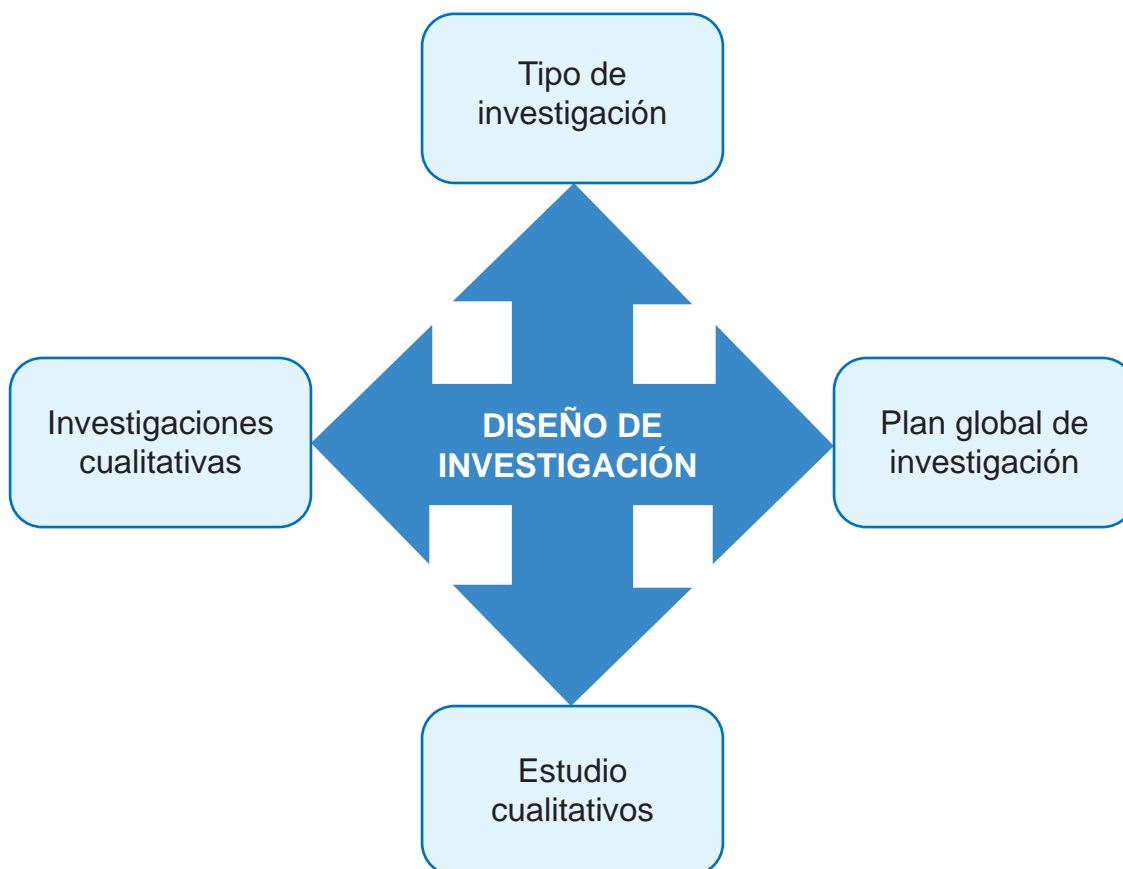 Tipo de
investigación
Investigaciones
cualitativas
DISEÑO DE
INVESTIGACIÓN
Plan global de
investigación
Estudio
cualitativos